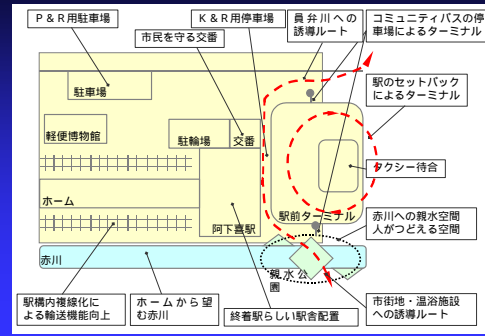 P&R用駐車場
K&R用停車場
員弁川への
誘導ルート
コミュニティバスの停
車場によるターミナル
市民を守る交番
駅のセットバック
によるターミナル
駐車場
軽便博物館
駐輪場
交番
タクシー待合
ホーム
阿下喜駅
駅前ターミナル
赤川への親水空間
人がつどえる空間
赤川
親水公
園
駅構内複線化に
よる輸送機能向上
ホームから望
む赤川
終着駅らしい駅舎配置
市街地・温浴施設
への誘導ルート